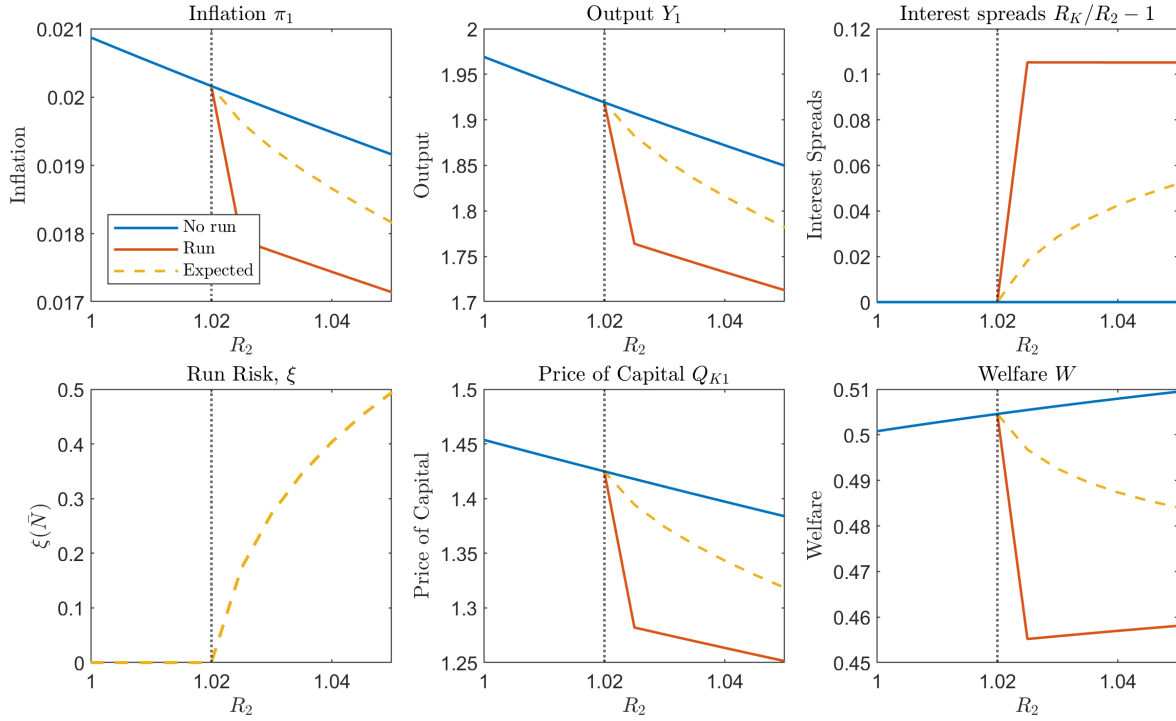 Inflation π₁
0.021
0.02
0.019
0.018
0.017
Inflation
No run
Run
Expected
1
1.02
1.04
R₂
Output Y₁
2
1.95
1.9
1.85
1.8
1.75
1.7
Output
1
1.02
1.04
R₂
Interest spreads R_K/R₂ − 1
0.12
0.1
0.08
0.06
0.04
0.02
0
Interest Spreads
1
1.02
1.04
R₂
Run Risk, ξ
0.5
0.4
0.3
0.2
0.1
0
ξ(N̄)
1
1.02
1.04
R₂
Price of Capital Q_K1
1.5
1.45
1.4
1.35
1.3
1.25
Price of Capital
1
1.02
1.04
R₂
Welfare W
0.51
0.5
0.49
0.48
0.47
0.46
0.45
Welfare
1
1.02
1.04
R₂